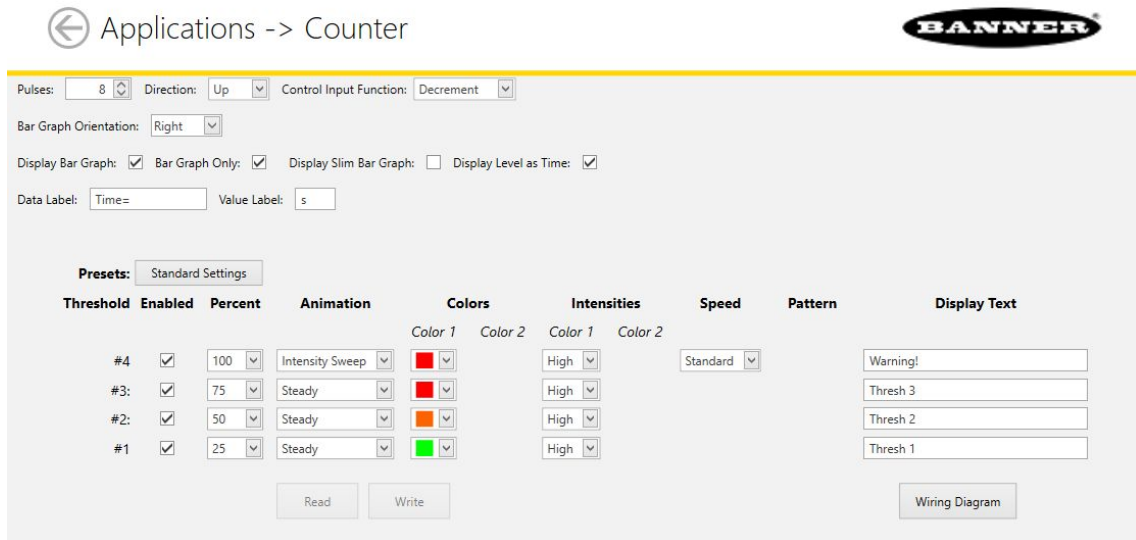 Applications -> Counter
BANNER
Pulses: 8 Direction: Up Control Input Function: Decrement
Bar Graph Orientation: Right
Display Bar Graph: Bar Graph Only: Display Slim Bar Graph: Display Level as Time:
Data Label: Time= Value Label: s
Presets: Standard Settings
Threshold Enabled Percent Animation Colors Intensities Speed Pattern Display Text
Color 1 Color 2 Color 1 Color 2
#4 100 Intensity Sweep High Standard Warning!
#3: 75 Steady High Thresh 3
#2: 50 Steady High Thresh 2
#1 25 Steady High Thresh 1
Read Write Wiring Diagram